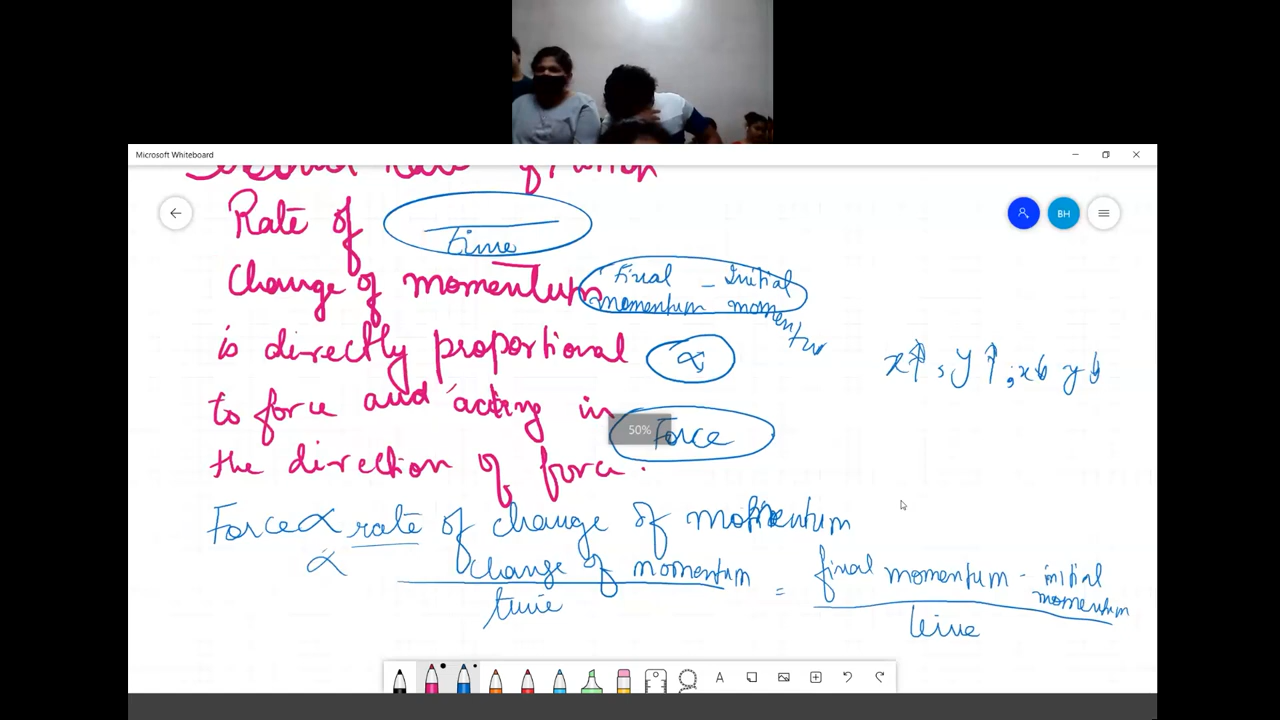 Microsoft Whiteboard
Rate of
Time
BH
Change of momentum
Final - Initial
momentum momentum
is directly proportional
∝
x↑, y↑; x↓ y↓
to force and acting in
50%
Force
the direction of force.
Force ∝ rate of change of momentum
∝ change of momentum
time
= final momentum - initial
momentum
time